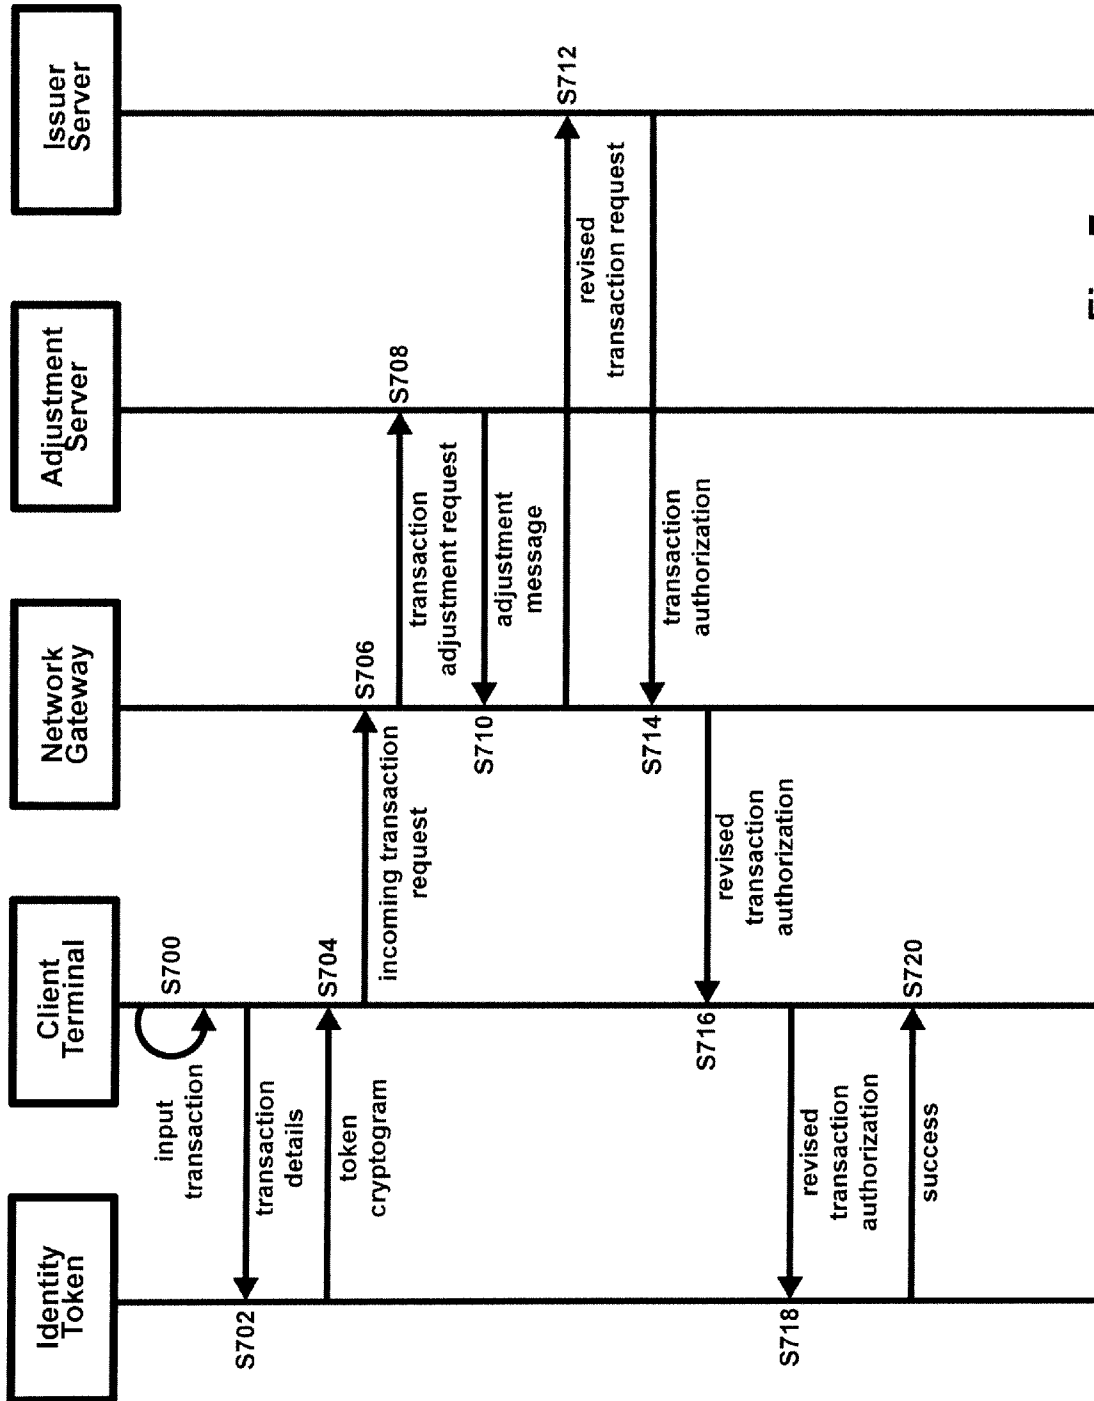 Identity
Token
Client
Terminal
Network
Gateway
Adjustment
Server
Issuer
Server
input
transaction
S700
transaction
details
S702
token
cryptogram
S704
incoming transaction
request
S706
transaction
adjustment request
S708
adjustment
message
S710
revised
transaction request
S712
transaction
authorization
S714
revised
transaction
authorization
S716
revised
transaction
authorization
S718
success
S720